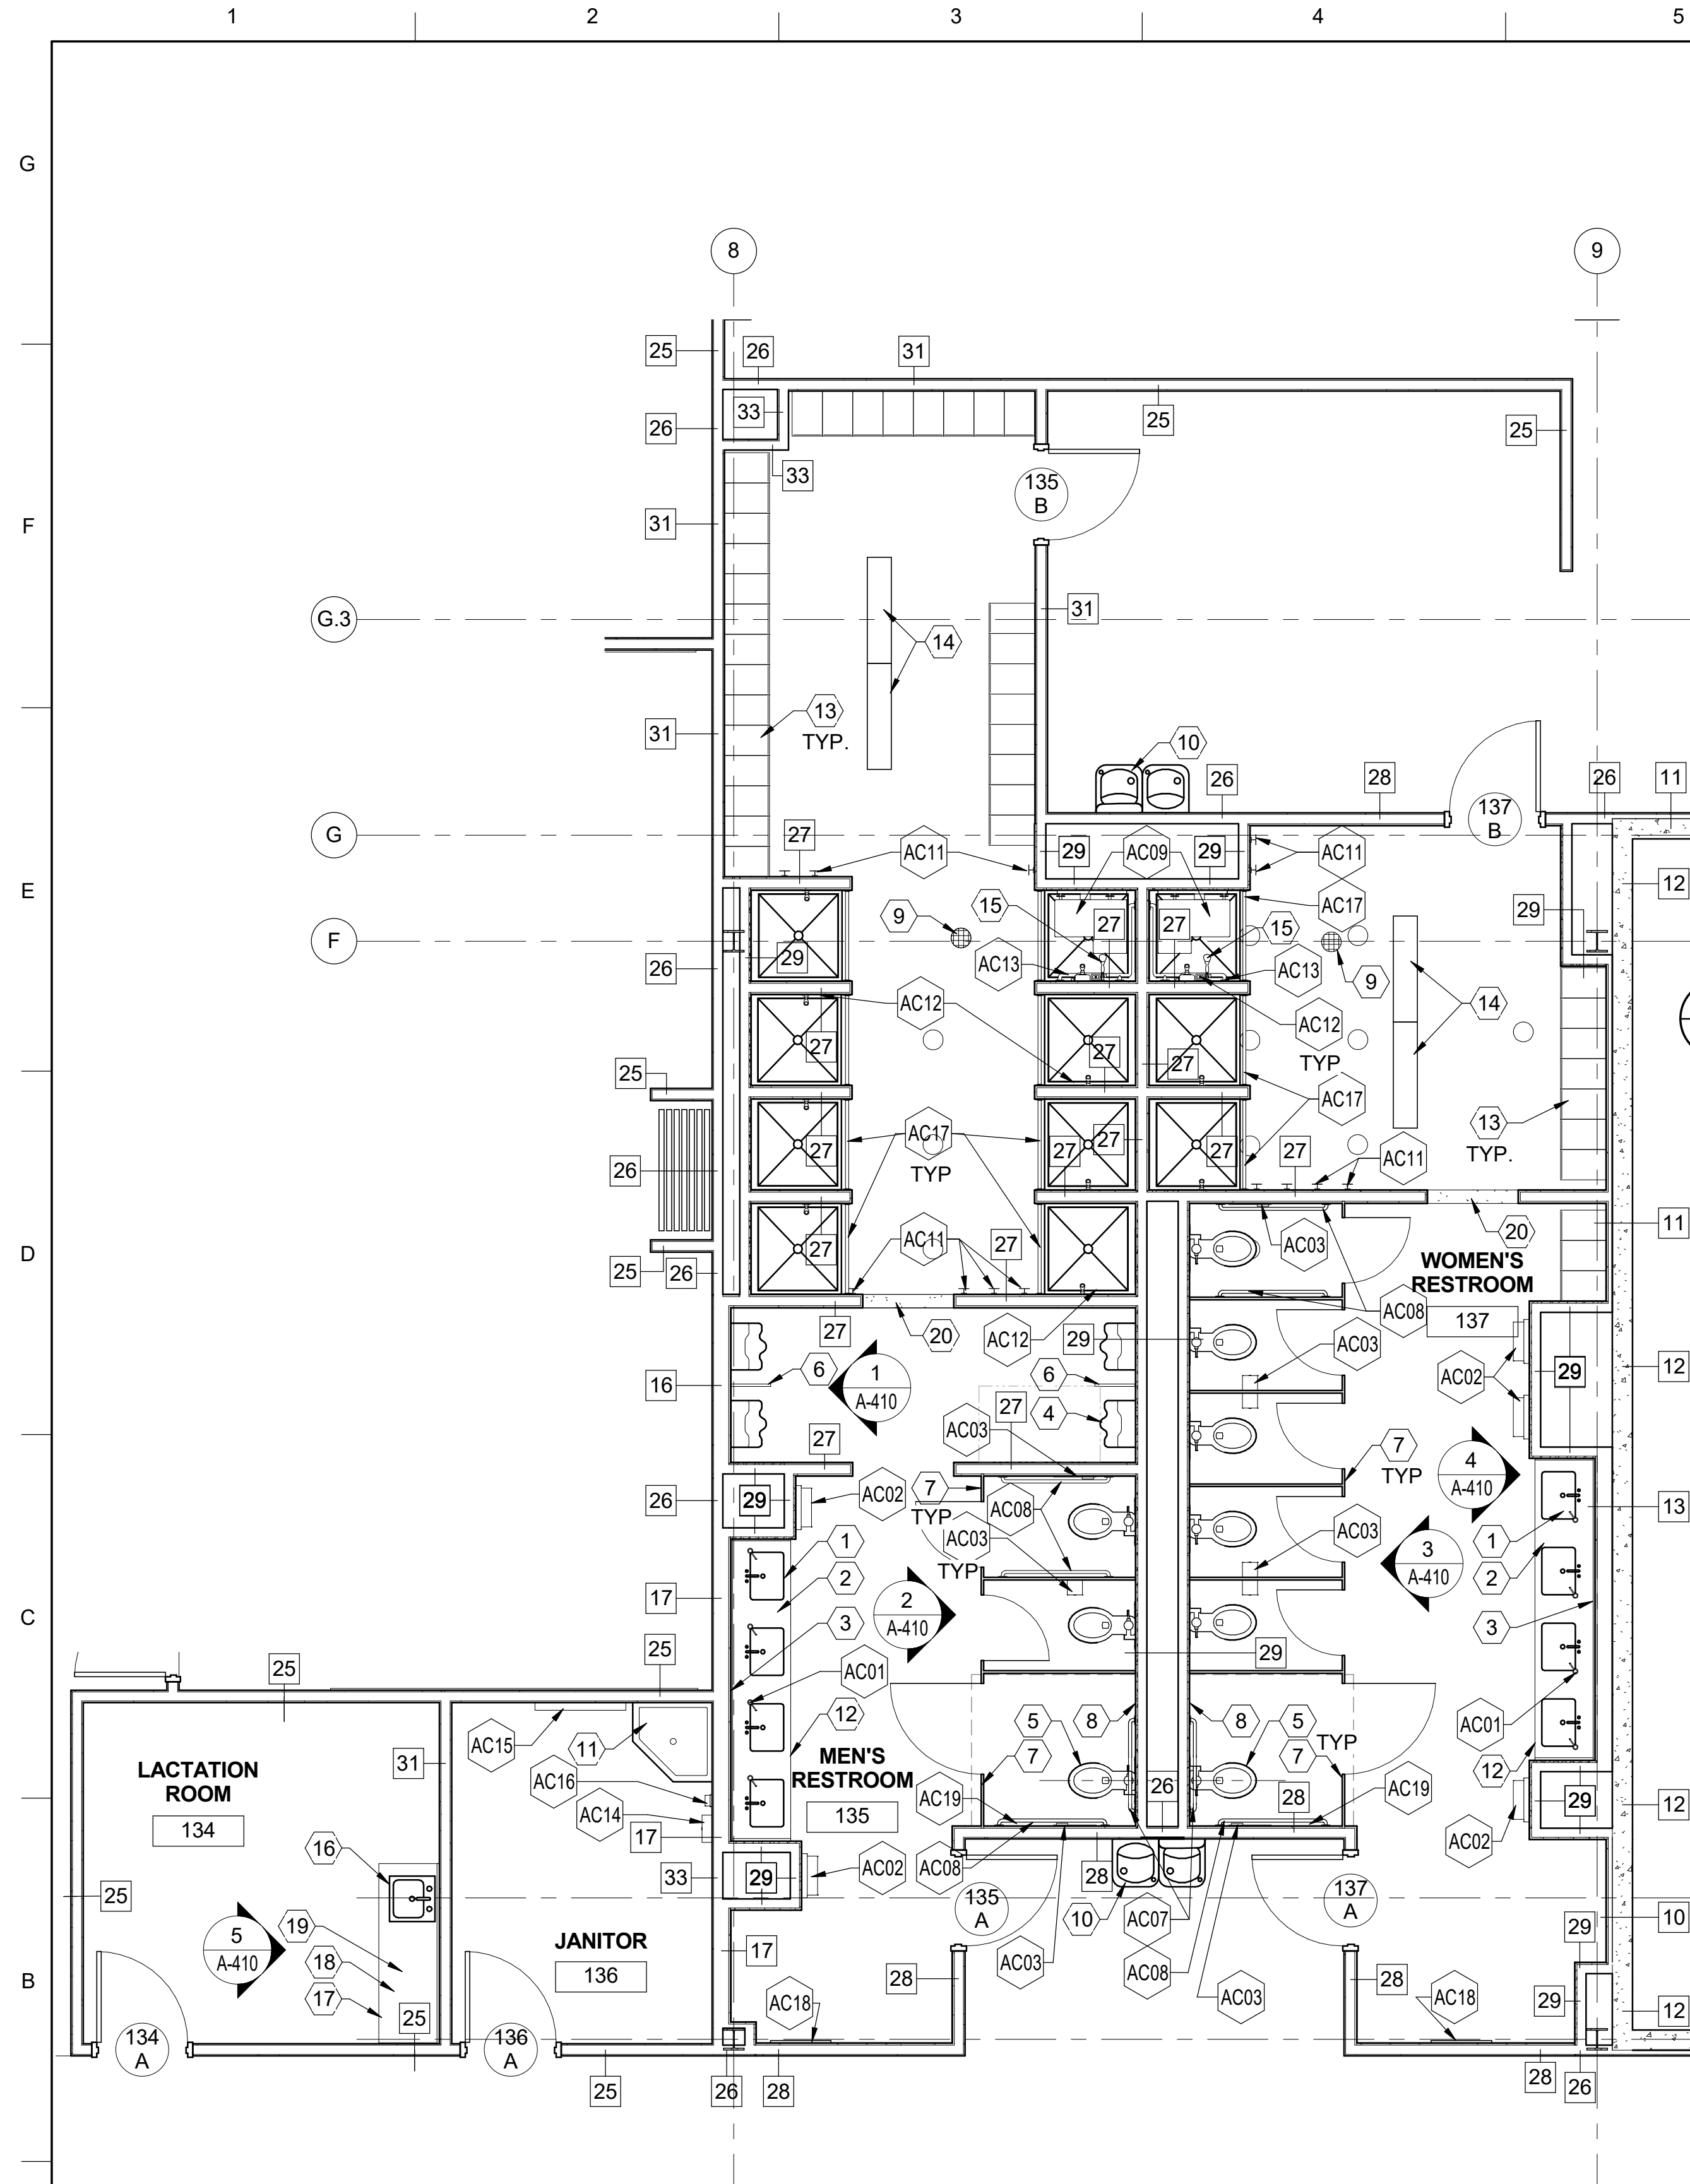 1 2 3 4 5
G
8 9
25 26 31
33 26 25 25
33
135
B
F
31
G.3 31
14
13
31 TYP.
10
26 28 26 11
137
B
G 27 AC11 29 AC09 29 AC11
E 12
AC17
9 15 27 27 15 29
F
29 AC13 AC13
26 9
AC12 AC12 14
27 27 27 TYP
25
AC17 AC17 13
26 27 TYP 27 27 27 27 AC11 TYP.
D
AC11 27 AC03 20 11
25 26 27
WOMEN'S
RESTROOM
AC08
137
27 20 AC12 29 AC03
16 6 1 6 AC02 29 12
A-410
27 4
AC03
27 7 4
TYP A-410
26 29 AC02 7 AC08 13
TYP
AC03 AC03
1 TYP 3 1
A-410
2 2
17 2
A-410
C
3 3
25 25 29
AC01
12 5 8 8 5 AC01
AC15 11 7 7 TYP
LACTATION
ROOM
31
MEN'S
RESTROOM
12
AC16 AC19 26 28 AC19 29 12
134 AC14 135 AC02
17
16
33 29 AC02 AC08 28
25 135
A
137
A
10 AC07 10
19 29
5
A-410
JANITOR
18 17 AC03 AC08 28
B 136 28
17 AC18 AC03 AC18 29 12
25
134
A
136
A
25 26 28 28 26